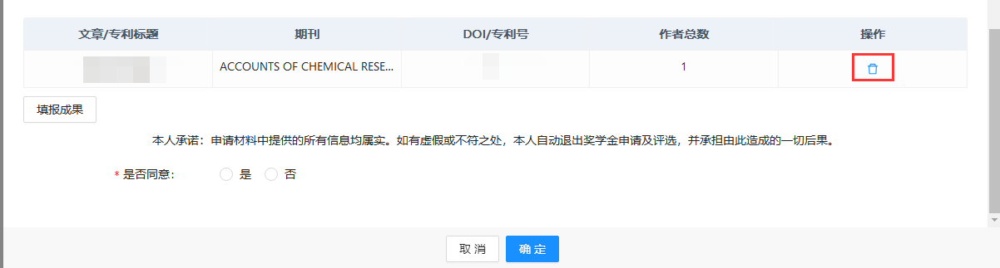 文章/专利标题 期刊 DOI/专利号 作者总数 操作
ACCOUNTS OF CHEMICAL RESE... 1
填报成果
本人承诺：申请材料中提供的所有信息均属实。如有虚假或不符之处，本人自动退出奖学金申请及评选，并承担由此造成的一切后果。
* 是否同意： 是 否
取 消 确 定